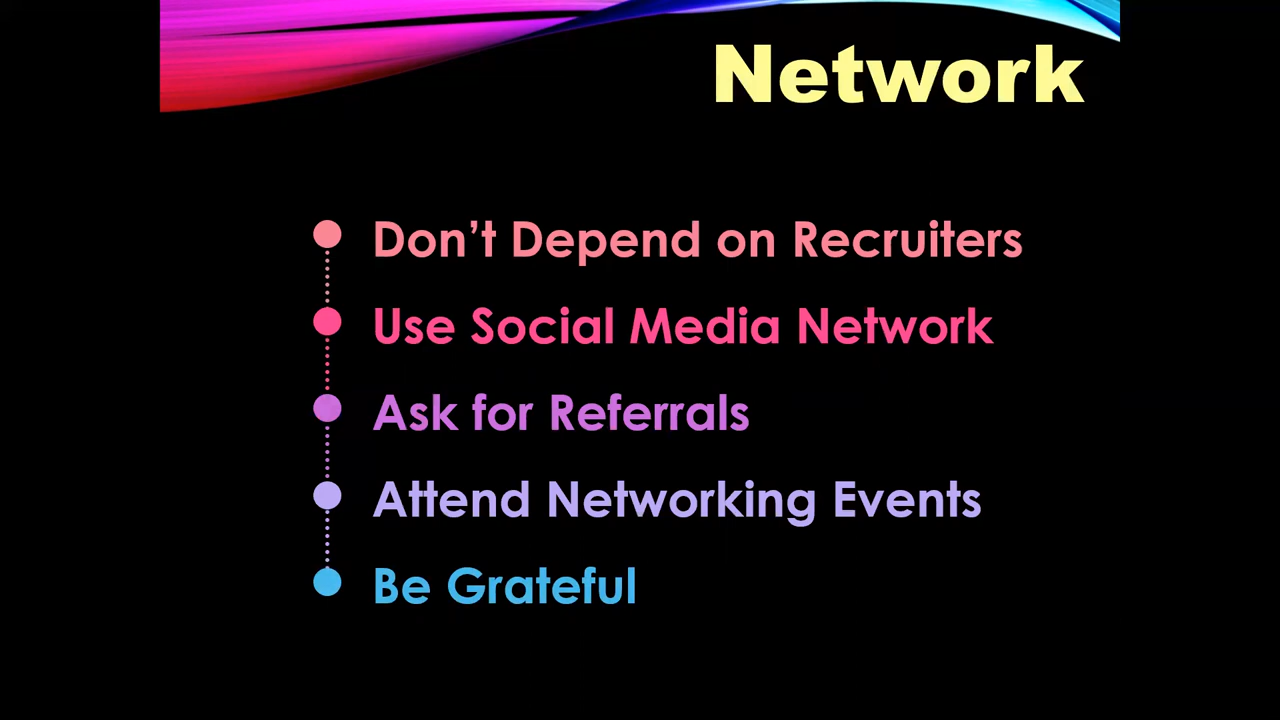 Network
Don’t Depend on Recruiters
Use Social Media Network
Ask for Referrals
Attend Networking Events
Be Grateful